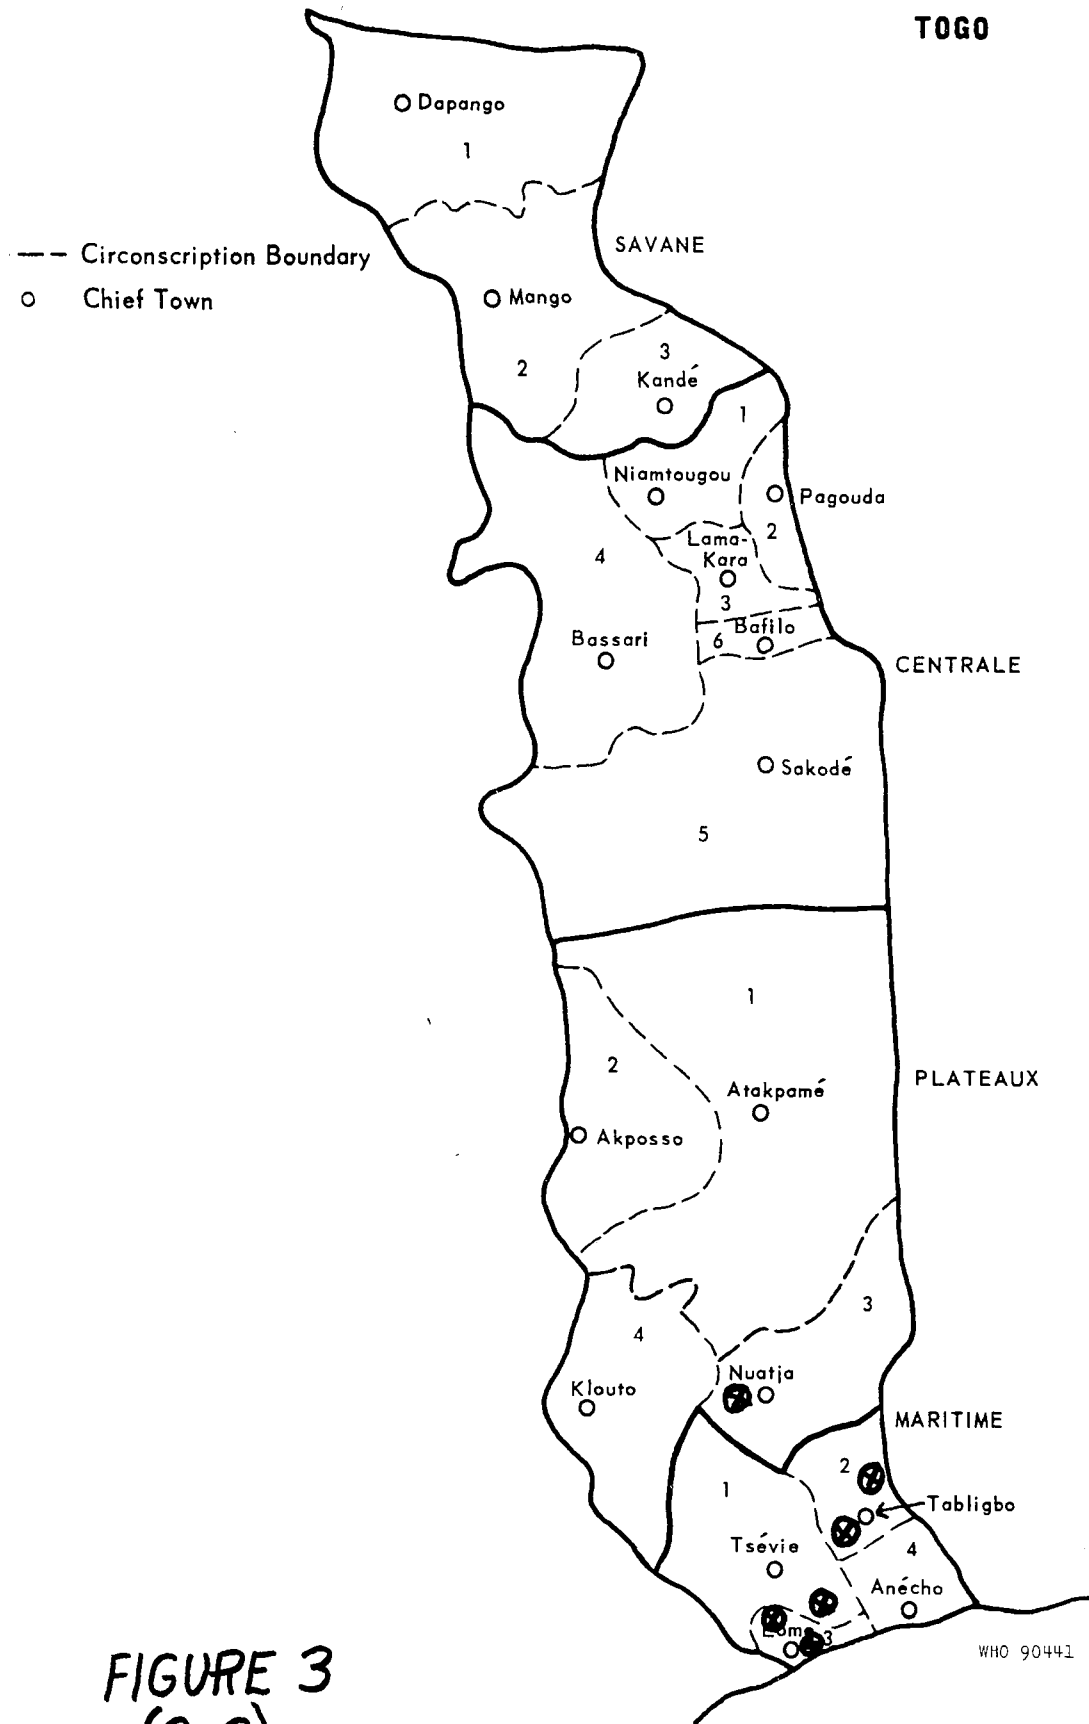 TOGO
Dapango
1
SAVANE
— — — Circonscription Boundary
Mango
O Chief Town
3
2
Kandé
1
Niamtougou
Pagouda
2
Lama-
4
Kara
3
6 Bafilo
Bassari
CENTRALE
Sakodé
5
1
2
PLATEAUX
Atakpamé
Akposso
3
4
Nuatja
Klouto
MARITIME
2
1
Tabligbo
Tsévie
4
Anécho
3
WHO 90441
FIGURE 3